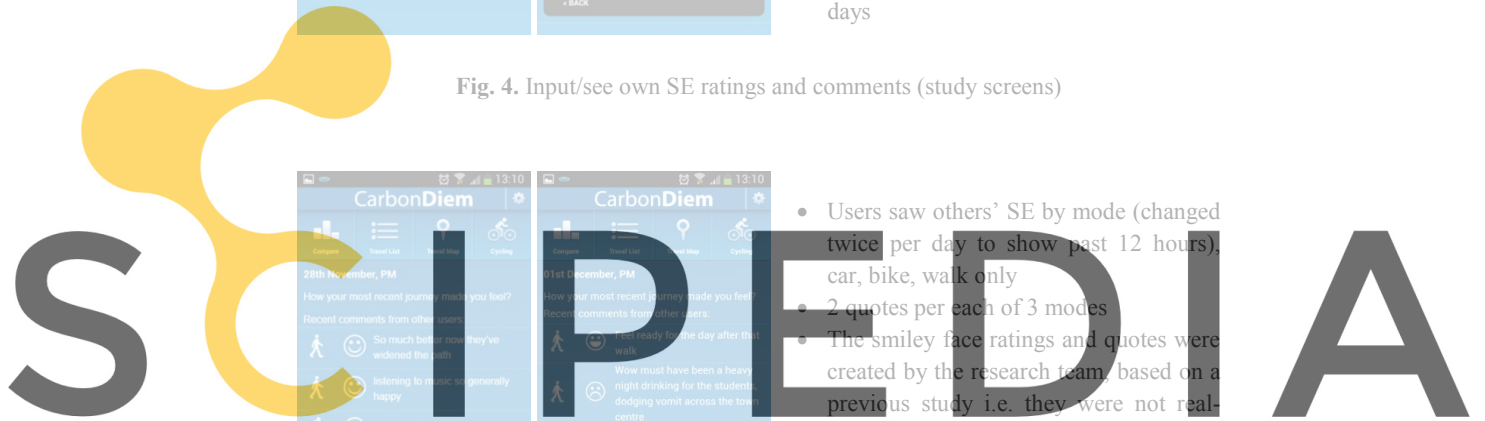 < BACK
days
Fig. 4. Input/see own SE ratings and comments (study screens)
13:10
CarbonDiem
Compare
Travel List
Travel Map
Cycling
28th November, PM
How your most recent journey made you feel?
Recent comments from other users:
So much better now they've
widened the path
listening to music so generally
happy
13:10
CarbonDiem
Compare
Travel List
Travel Map
Cycling
01st December, PM
How your most recent journey made you feel?
Recent comments from other users:
Feel ready for the day after that
walk
Wow must have been a heavy
night drinking for the students,
dodging vomit across the town
centre
• Users saw others' SE by mode (changed
twice per day to show past 12 hours),
car, bike, walk only
• 2 quotes per each of 3 modes
• The smiley face ratings and quotes were
created by the research team, based on a
previous study i.e. they were not real-
SCIPEDIA